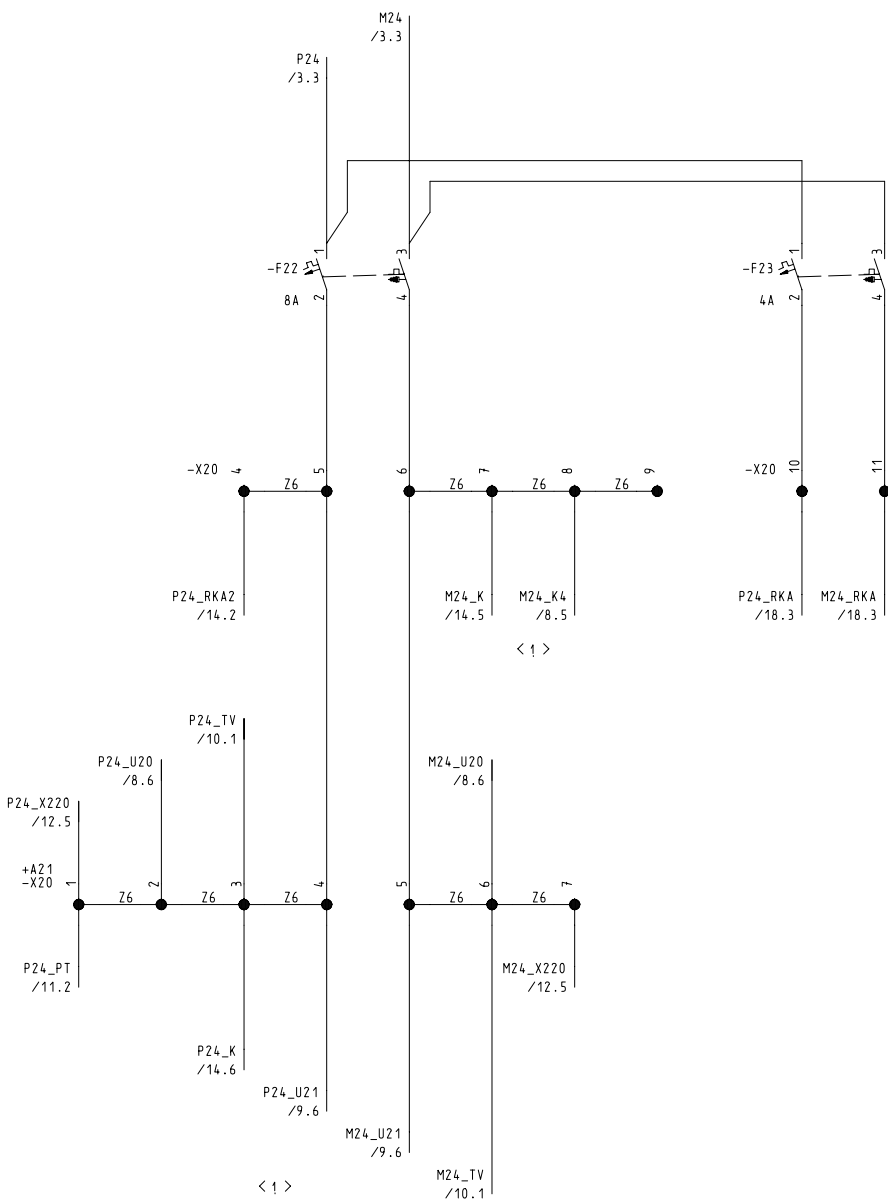 M24
/3.3
P24
/3.3
1
3
1
3
-F22
-F23
8A
2
4
4A
2
4
-X20
4
5
6
7
8
9
-X20
10
11
Z6
Z6
Z6
Z6
P24_RKA2
/14.2
M24_K
/14.5
M24_K4
/8.5
P24_RKA
/18.3
M24_RKA
/18.3
<!>
P24_TV
/10.1
P24_U20
/8.6
M24_U20
/8.6
P24_X220
/12.5
+A21
-X20
1
2
3
4
5
6
7
Z6
Z6
Z6
Z6
Z6
P24_PT
/11.2
M24_X220
/12.5
P24_K
/14.6
P24_U21
/9.6
M24_U21
/9.6
M24_TV
/10.1
<!>